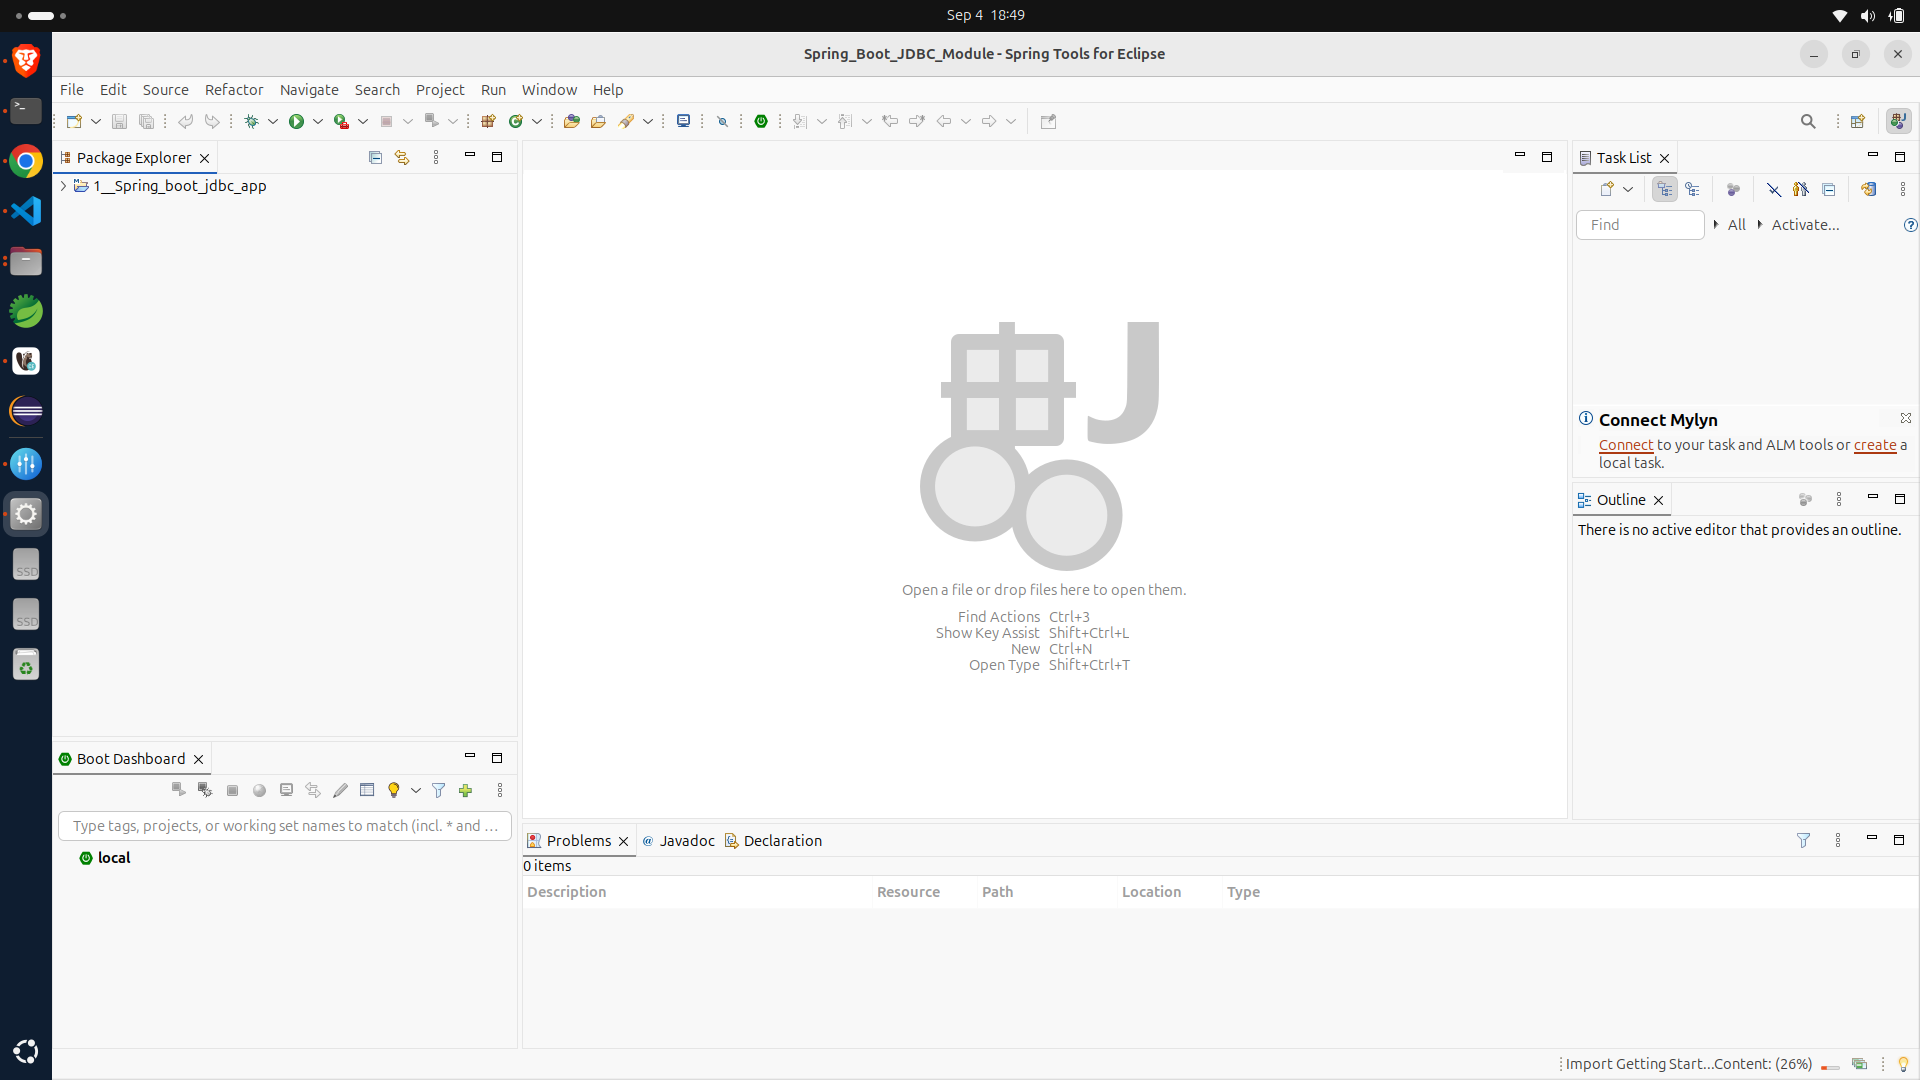 Sep 4 18:49
Spring_Boot_JDBC_Module - Spring Tools for Eclipse
File Edit Source Refactor Navigate Search Project Run Window Help
Package Explorer
1__Spring_boot_jdbc_app
Open a file or drop files here to open them.
Find Actions Ctrl+3
Show Key Assist Shift+Ctrl+L
New Ctrl+N
Open Type Shift+Ctrl+T
Task List
Find All Activate...
Connect Mylyn
Connect to your task and ALM tools or create a
local task.
Outline
There is no active editor that provides an outline.
Boot Dashboard
Type tags, projects, or working set names to match (incl. * and ...
local
Problems Javadoc Declaration
0 items
Description Resource Path Location Type
Import Getting Start...Content: (26%)
SSD
SSD